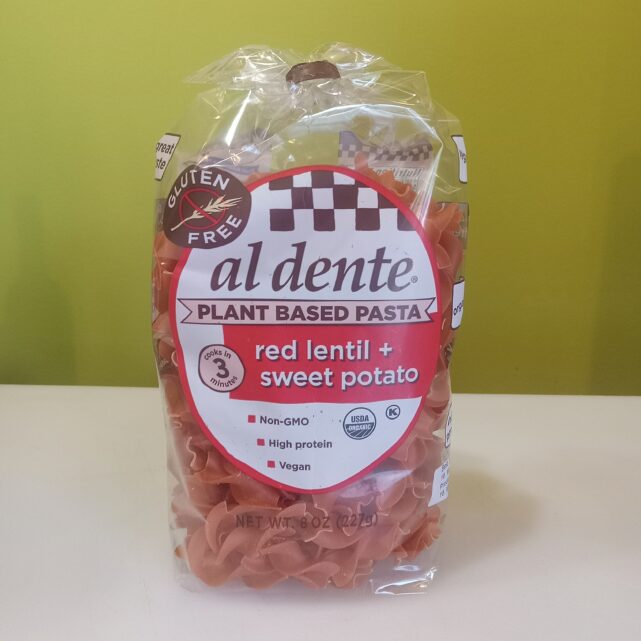 GLUTEN
FREE
al dente®
PLANT BASED PASTA
cooks in
3
minutes
red lentil +
sweet potato
Non-GMO
High protein
Vegan
USDA
ORGANIC
K
NET WT. 8 OZ (227g)
great